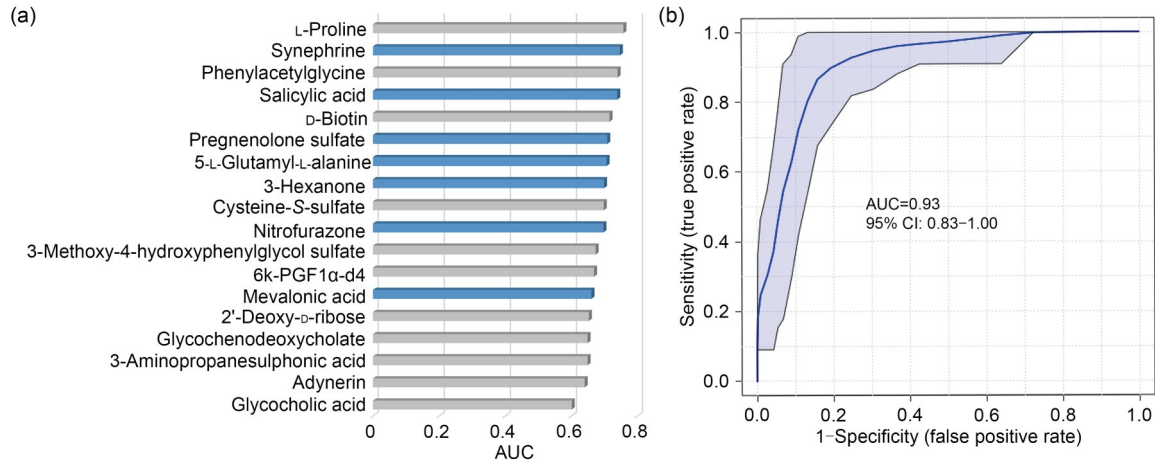 (a)
L-Proline
Synephrine
Phenylacetylglycine
Salicylic acid
D-Biotin
Pregnenolone sulfate
5-L-Glutamyl-L-alanine
3-Hexanone
Cysteine-S-sulfate
Nitrofurazone
3-Methoxy-4-hydroxyphenylglycol sulfate
6k-PGF1α-d4
Mevalonic acid
2'-Deoxy-D-ribose
Glycochenodeoxycholate
3-Aminopropanesulphonic acid
Adynerin
Glycocholic acid
0 0.2 0.4 0.6 0.8
AUC
(b)
Sensitivity (true positive rate)
1.0
0.8
0.6
0.4
0.2
0.0
AUC=0.93
95% CI: 0.83−1.00
0.0 0.2 0.4 0.6 0.8 1.0
1−Specificity (false positive rate)